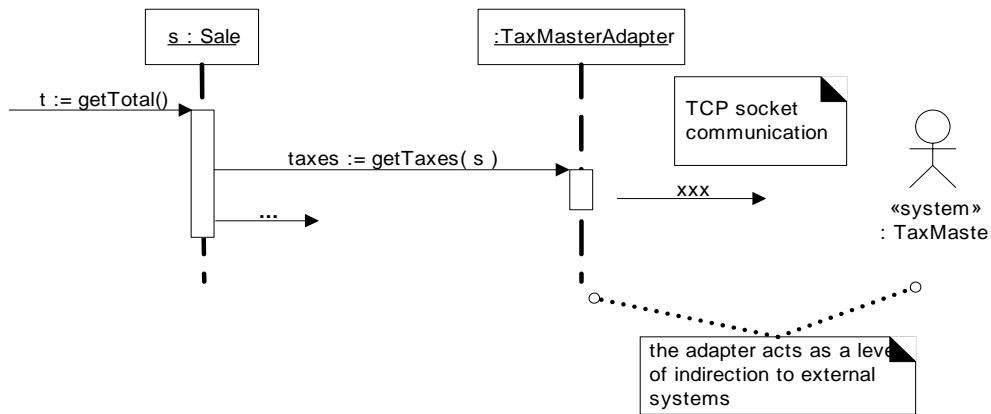 s : Sale
:TaxMasterAdapter
t := getTotal()
TCP socket
communication
taxes := getTaxes( s )
xxx
...
«system»
: TaxMaste
the adapter acts as a leve
of indirection to external
systems